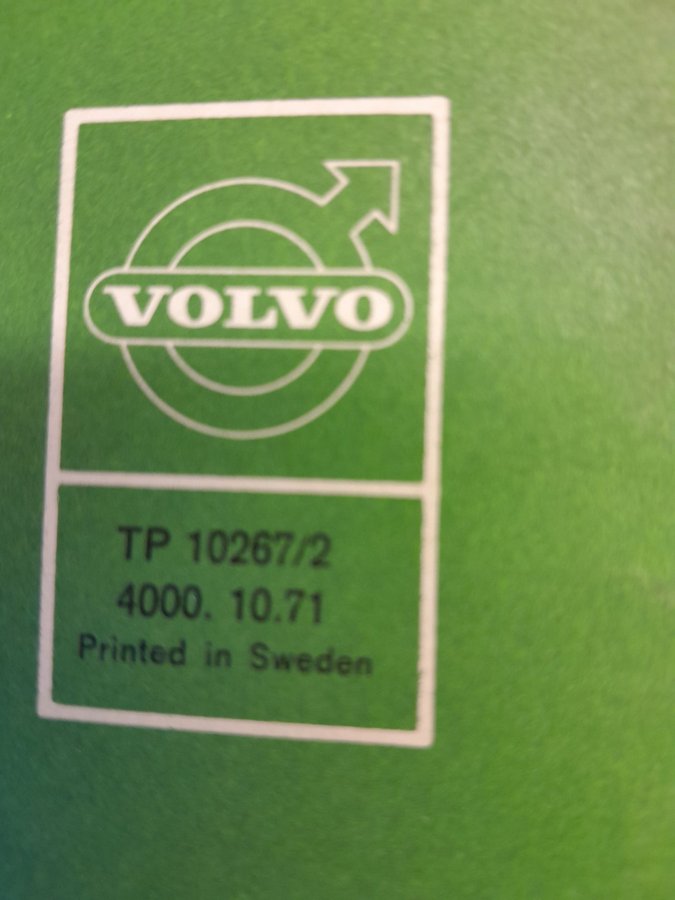 VOLVO
TP 10267/2
4000. 10.71
Printed in Sweden